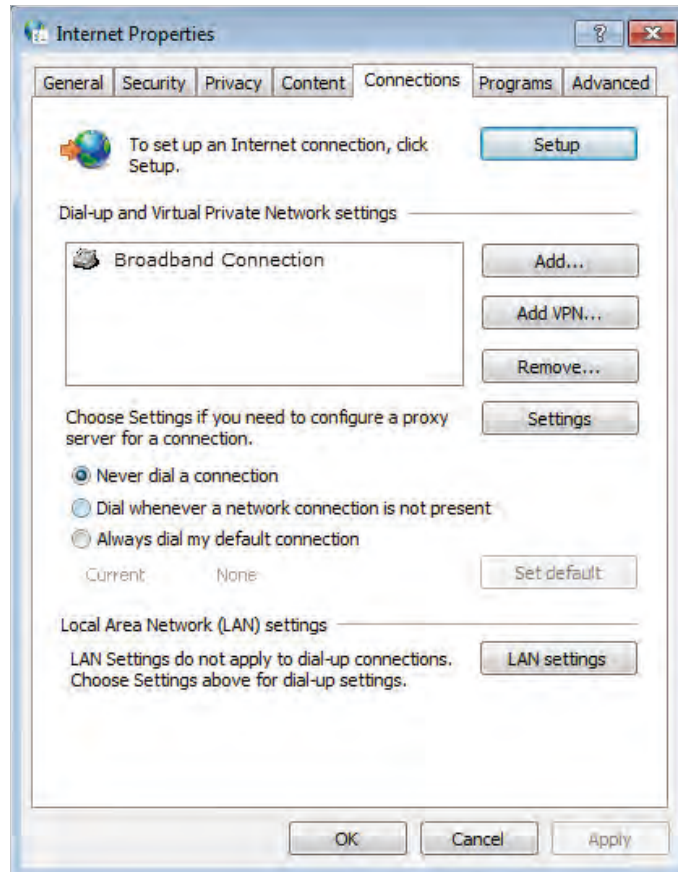 Internet Properties
General Security Privacy Content Connections Programs Advanced
To set up an Internet connection, click
Setup.
Setup
Dial-up and Virtual Private Network settings
Broadband Connection
Add...
Add VPN...
Remove...
Choose Settings if you need to configure a proxy
server for a connection.
Settings
Never dial a connection
Dial whenever a network connection is not present
Always dial my default connection
Current None
Set default
Local Area Network (LAN) settings
LAN Settings do not apply to dial-up connections.
Choose Settings above for dial-up settings.
LAN settings
OK Cancel Apply